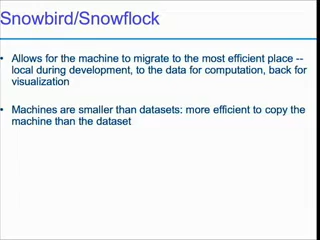 Snowbird/Snowflock
• Allows for the machine to migrate to the most efficient place --
local during development, to the data for computation, back for
visualization
• Machines are smaller than datasets: more efficient to copy the
machine than the dataset